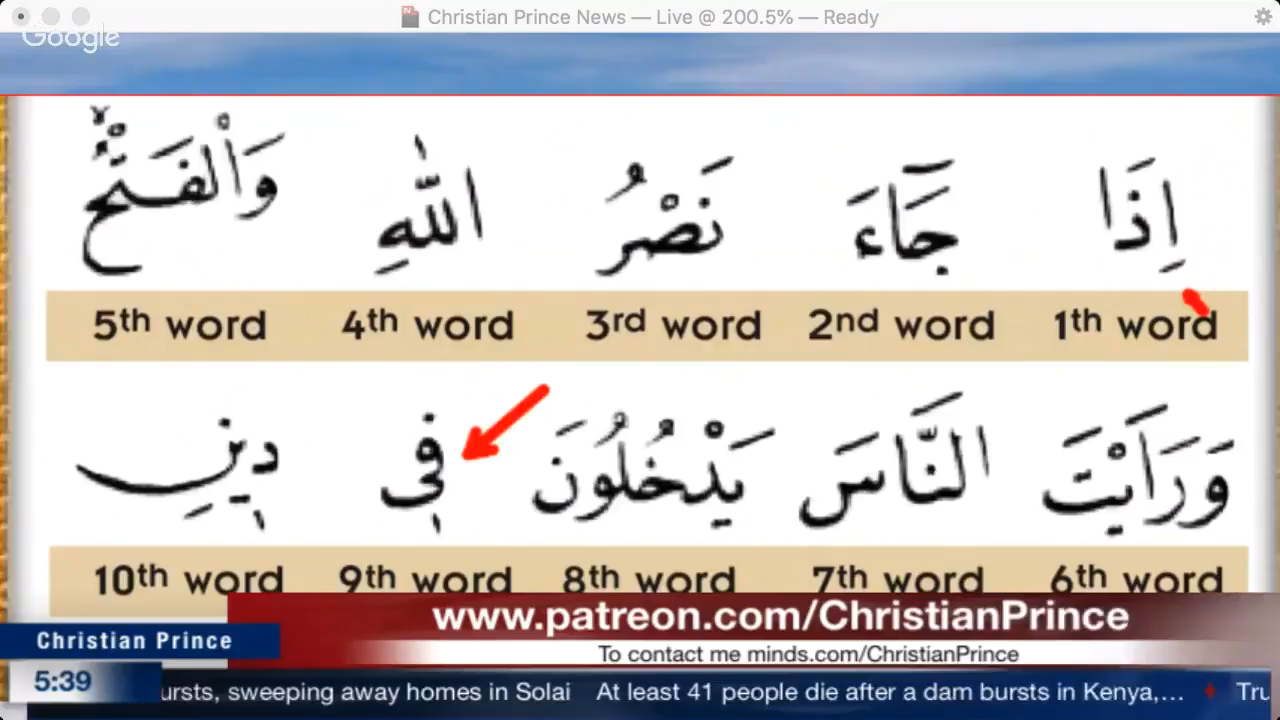 Christian Prince News — Live @ 200.5% — Ready
Google
اِذَا جَآءَ نَصْرُ اللّٰهِ وَالْفَتْحُ
5th word 4th word 3rd word 2nd word 1th word
وَرَاَيْتَ النَّاسَ يَدْخُلُوْنَ فِيْ دِيْنِ
10th word 9th word 8th word 7th word 6th word
www.patreon.com/ChristianPrince
Christian Prince
To contact me minds.com/ChristianPrince
5:39 ursts, sweeping away homes in Solai At least 41 people die after a dam bursts in Kenya,... Tru